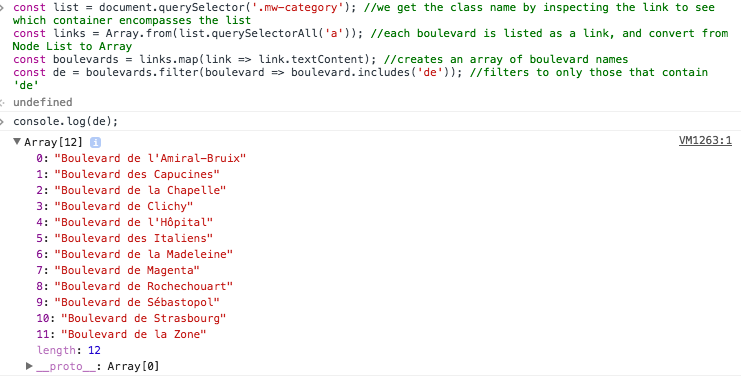 const list = document.querySelector('.mw-category'); //we get the class name by inspecting the link to see
which container encompasses the list
const links = Array.from(list.querySelectorAll('a')); //each boulevard is listed as a link, and convert from
Node List to Array
const boulevards = links.map(link => link.textContent); //creates an array of boulevard names
const de = boulevards.filter(boulevard => boulevard.includes('de')); //filters to only those that contain
'de'
undefined
console.log(de);
Array[12] i VM1263:1
0: "Boulevard de l'Amiral-Bruix"
1: "Boulevard des Capucines"
2: "Boulevard de la Chapelle"
3: "Boulevard de Clichy"
4: "Boulevard de l'Hôpital"
5: "Boulevard des Italiens"
6: "Boulevard de la Madeleine"
7: "Boulevard de Magenta"
8: "Boulevard de Rochechouart"
9: "Boulevard de Sébastopol"
10: "Boulevard de Strasbourg"
11: "Boulevard de la Zone"
length: 12
__proto__: Array[0]